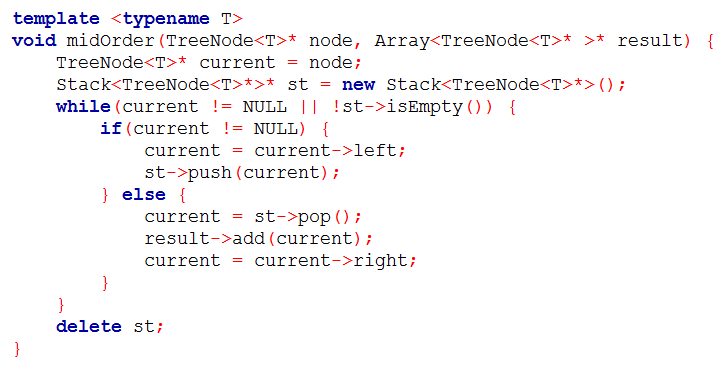 template <typename T>
void midOrder(TreeNode<T>* node, Array<TreeNode<T>* >* result) {
    TreeNode<T>* current = node;
    Stack<TreeNode<T>*>* st = new Stack<TreeNode<T>*>();
    while(current != NULL || !st->isEmpty()) {
        if(current != NULL) {
            current = current->left;
            st->push(current);
        } else {
            current = st->pop();
            result->add(current);
            current = current->right;
        }
    }
    delete st;
}